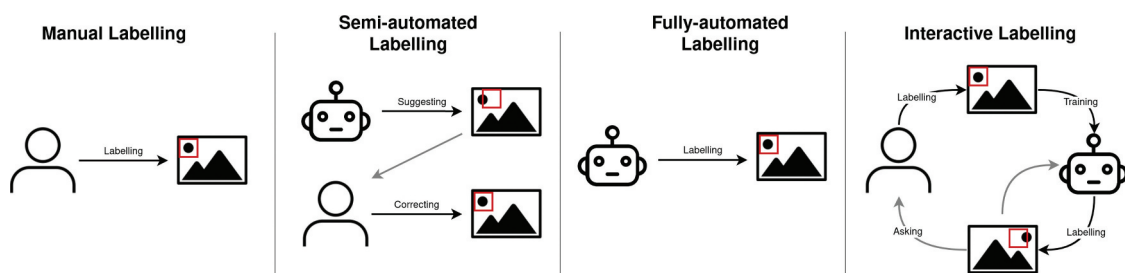 Manual Labelling
Labelling
Semi-automated
Labelling
Suggesting
Correcting
Fully-automated
Labelling
Labelling
Interactive Labelling
Labelling
Training
Asking
Labelling